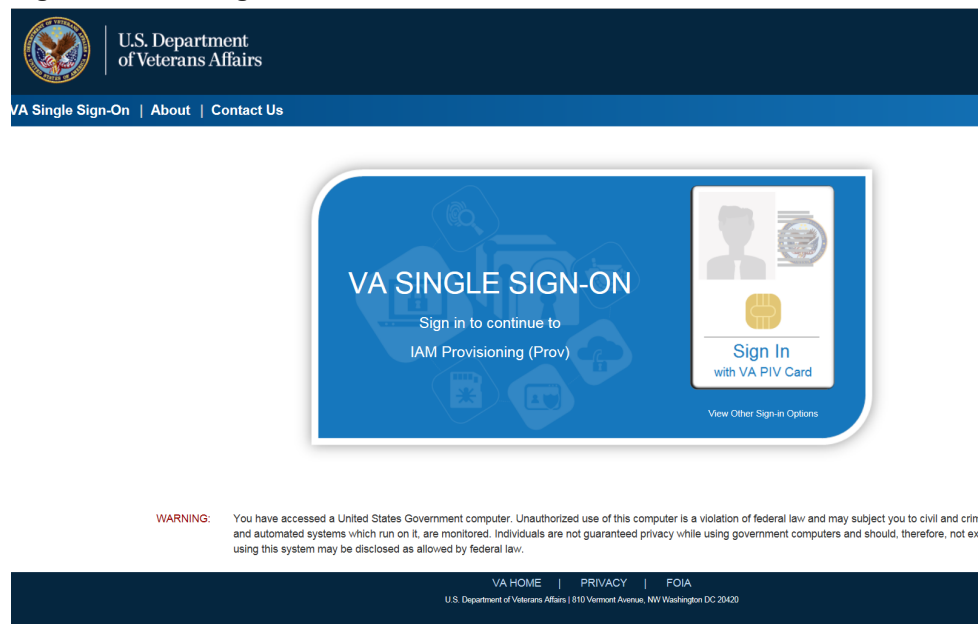 U.S. Department
of Veterans Affairs
VA Single Sign-On | About | Contact Us
VA SINGLE SIGN-ON
Sign in to continue to
IAM Provisioning (Prov)
Sign In
with VA PIV Card
View Other Sign-in Options
WARNING: You have accessed a United States Government computer. Unauthorized use of this computer is a violation of federal law and may subject you to civil and crim
and automated systems which run on it, are monitored. Individuals are not guaranteed privacy while using government computers and should, therefore, not ex
using this system may be disclosed as allowed by federal law.
VA HOME | PRIVACY | FOIA
U.S. Department of Veterans Affairs | 810 Vermont Avenue, NW Washington DC 20420